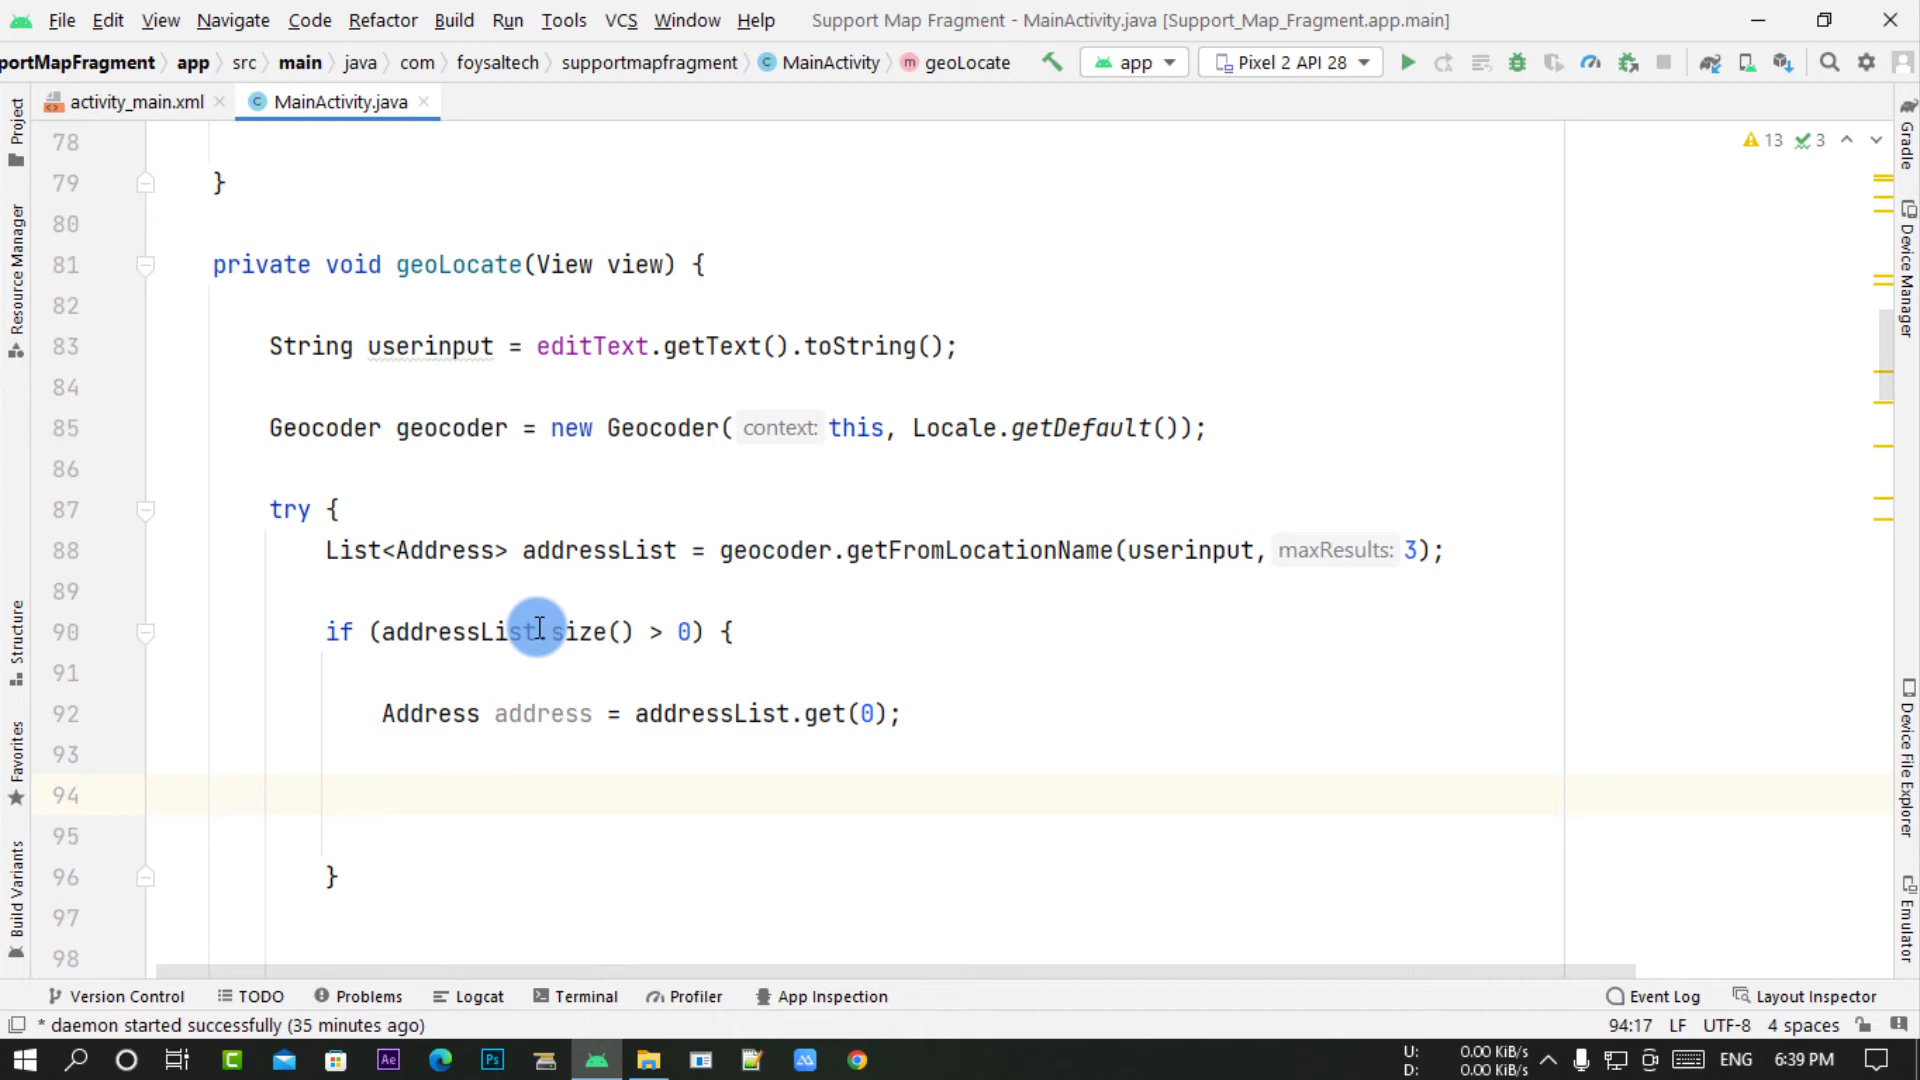 File Edit View Navigate Code Refactor Build Run Tools VCS Window Help Support Map Fragment - MainActivity.java [Support_Map_Fragment.app.main]
portMapFragment app src main java com foysaltech supportmapfragment MainActivity geoLocate app Pixel 2 API 28
activity_main.xml MainActivity.java
13 3
78
79 }
80
81 private void geoLocate(View view) {
82
83 String userinput = editText.getText().toString();
84
85 Geocoder geocoder = new Geocoder( context: this, Locale.getDefault());
86
87 try {
88 List<Address> addressList = geocoder.getFromLocationName(userinput, maxResults: 3);
89
90 if (addressList.size() > 0) {
91
92 Address address = addressList.get(0);
93
94
95
96 }
97
98
Project
Resource Manager
Structure
Favorites
Build Variants
Gradle
Device Manager
Device File Explorer
Emulator
Version Control TODO Problems Logcat Terminal Profiler App Inspection Event Log Layout Inspector
* daemon started successfully (35 minutes ago) 94:17 LF UTF-8 4 spaces
U: 0.00 KiB/s
D: 0.00 KiB/s
ENG 6:39 PM